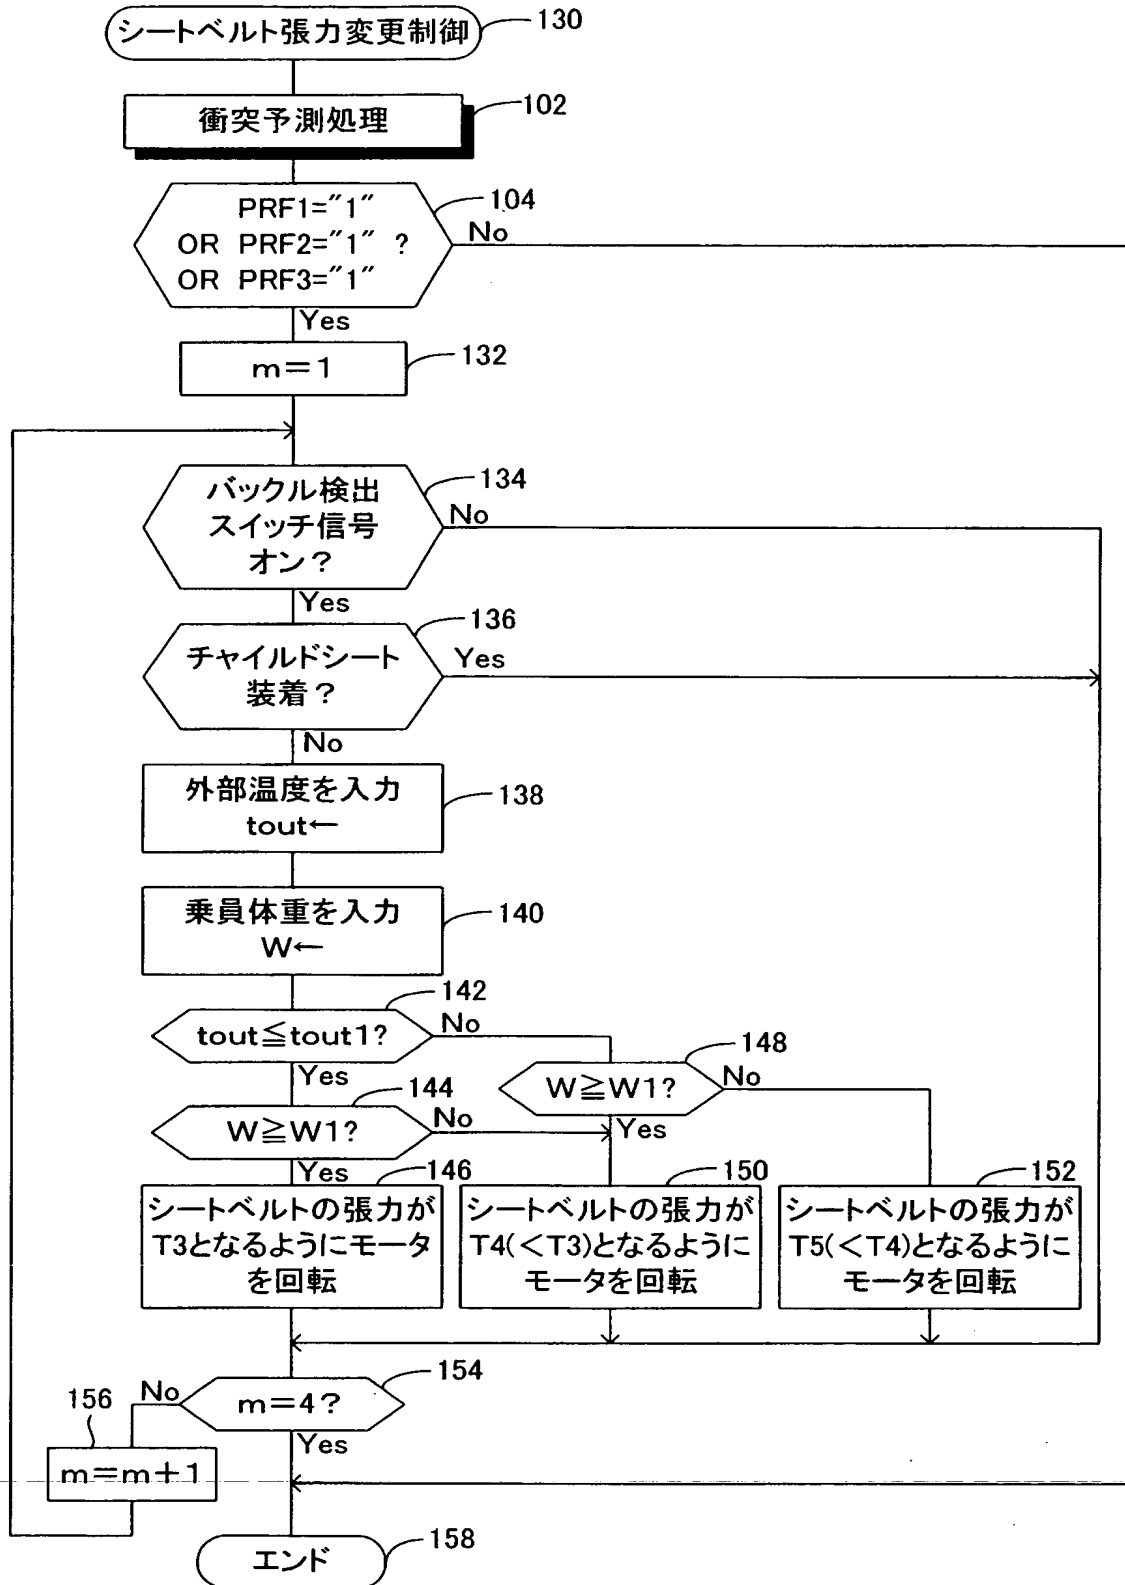 シートベルト張力変更制御
130
衝突予測処理
102
PRF1="1"
OR PRF2="1" ?
OR PRF3="1"
104
No
Yes
m=1
132
バックル検出
スイッチ信号
オン?
134
No
Yes
チャイルドシート
装着?
136
Yes
No
外部温度を入力
tout←
138
乗員体重を入力
W←
140
tout≦tout1?
142
No
Yes
W≧W1?
148
No
Yes
W≧W1?
144
No
Yes
シートベルトの張力が
T3となるようにモータ
を回転
146
シートベルトの張力が
T4(<T3)となるように
モータを回転
150
シートベルトの張力が
T5(<T4)となるように
モータを回転
152
m=4?
154
No
Yes
156
m=m+1
エンド
158